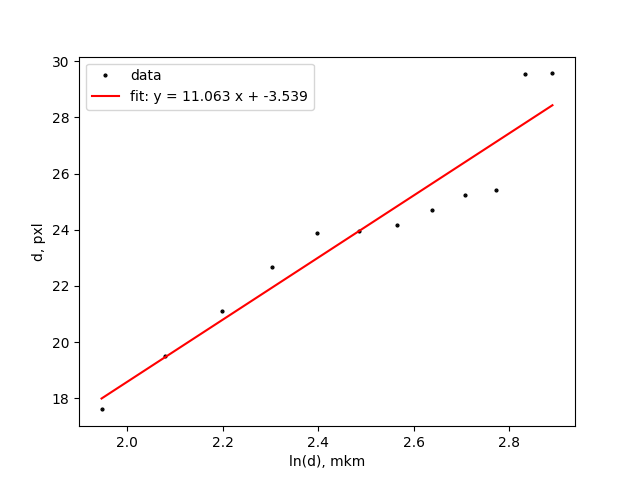 data
fit: y = 11.063 x + -3.539
30
28
26
24
22
20
18
d, pxl
2.0 2.2 2.4 2.6 2.8
ln(d), mkm